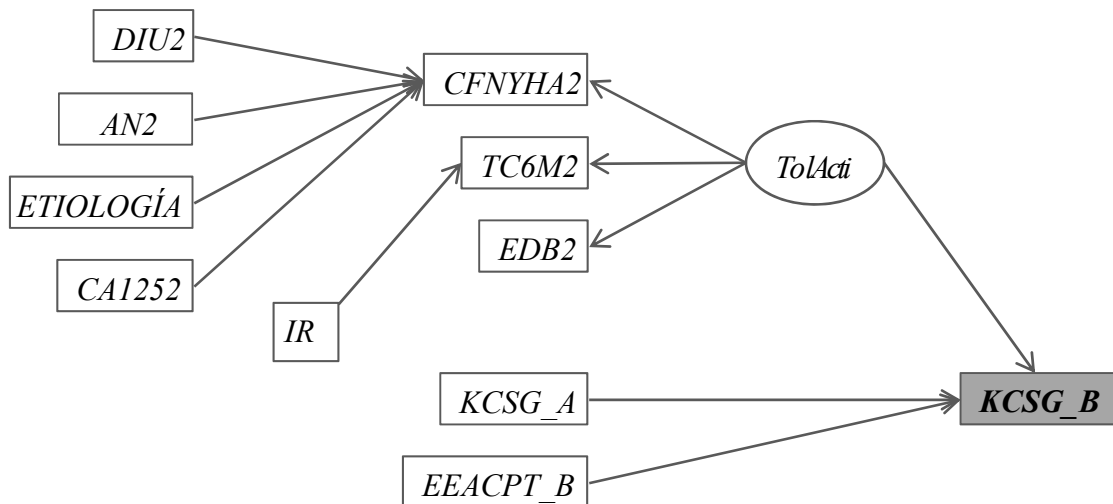 DIU2
CFNYHA2
AN2
TC6M2
TolActi
ETIOLOGÍA
EDB2
CA1252
IR
KCSG_A
KCSG_B
EEACPT_B